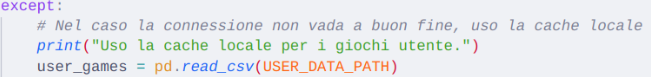 except:
    # Nel caso la connessione non vada a buon fine, uso la cache locale
    print("Uso la cache locale per i giochi utente.")
    user_games = pd.read_csv(USER_DATA_PATH)